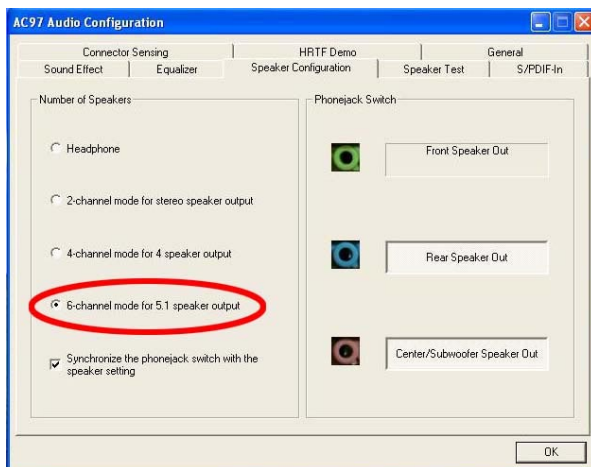 AC97 Audio Configuration
Connector Sensing
HRTF Demo
General
Sound Effect
Equalizer
Speaker Configuration
Speaker Test
S/PDIF-In
Number of Speakers
Headphone
2-channel mode for stereo speaker output
4-channel mode for 4 speaker output
6-channel mode for 5.1 speaker output
Synchronize the phonejack switch with the
speaker setting
Phonejack Switch
Front Speaker Out
Rear Speaker Out
Center/Subwoofer Speaker Out
OK